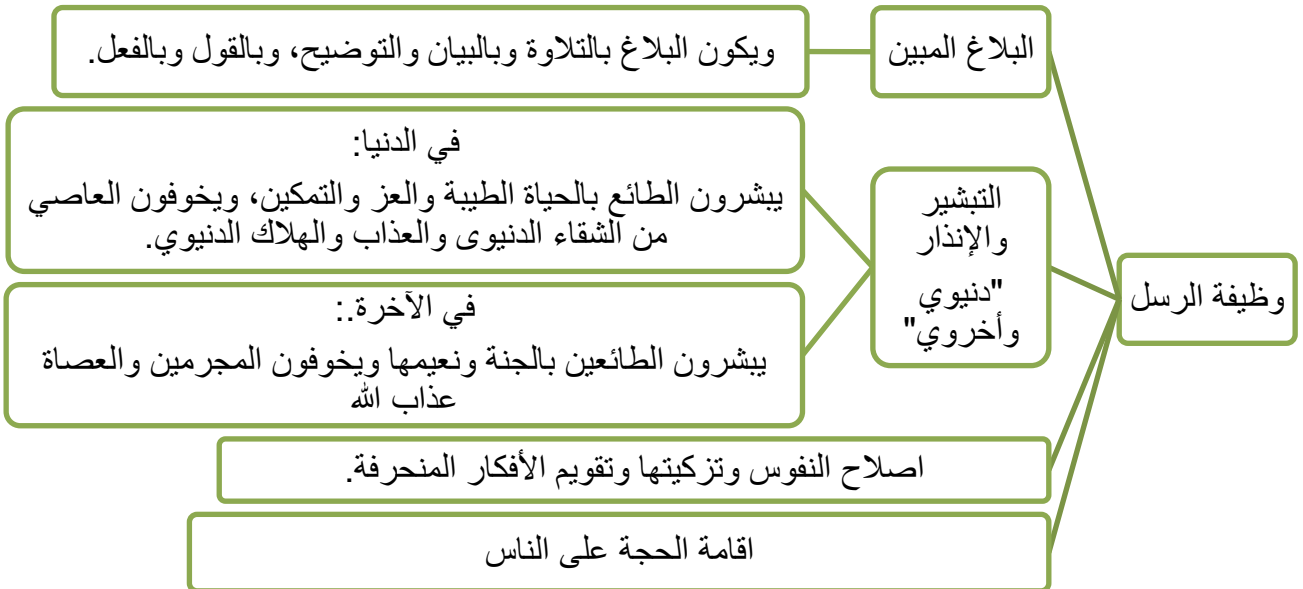 وظيفة الرسل
البلاغ المبين
ويكون البلاغ بالتلاوة وبالبيان والتوضيح، وبالقول وبالفعل.
التبشير
والإنذار
"دنيوي
وأخروي"
في الدنيا:
يبشرون الطائع بالحياة الطيبة والعز والتمكين، ويخوفون العاصي
من الشقاء الدنيوى والعذاب والهلاك الدنيوي.
في الآخرة.:
يبشرون الطائعين بالجنة ونعيمها ويخوفون المجرمين والعصاة
عذاب الله
اصلاح النفوس وتزكيتها وتقويم الأفكار المنحرفة.
اقامة الحجة على الناس